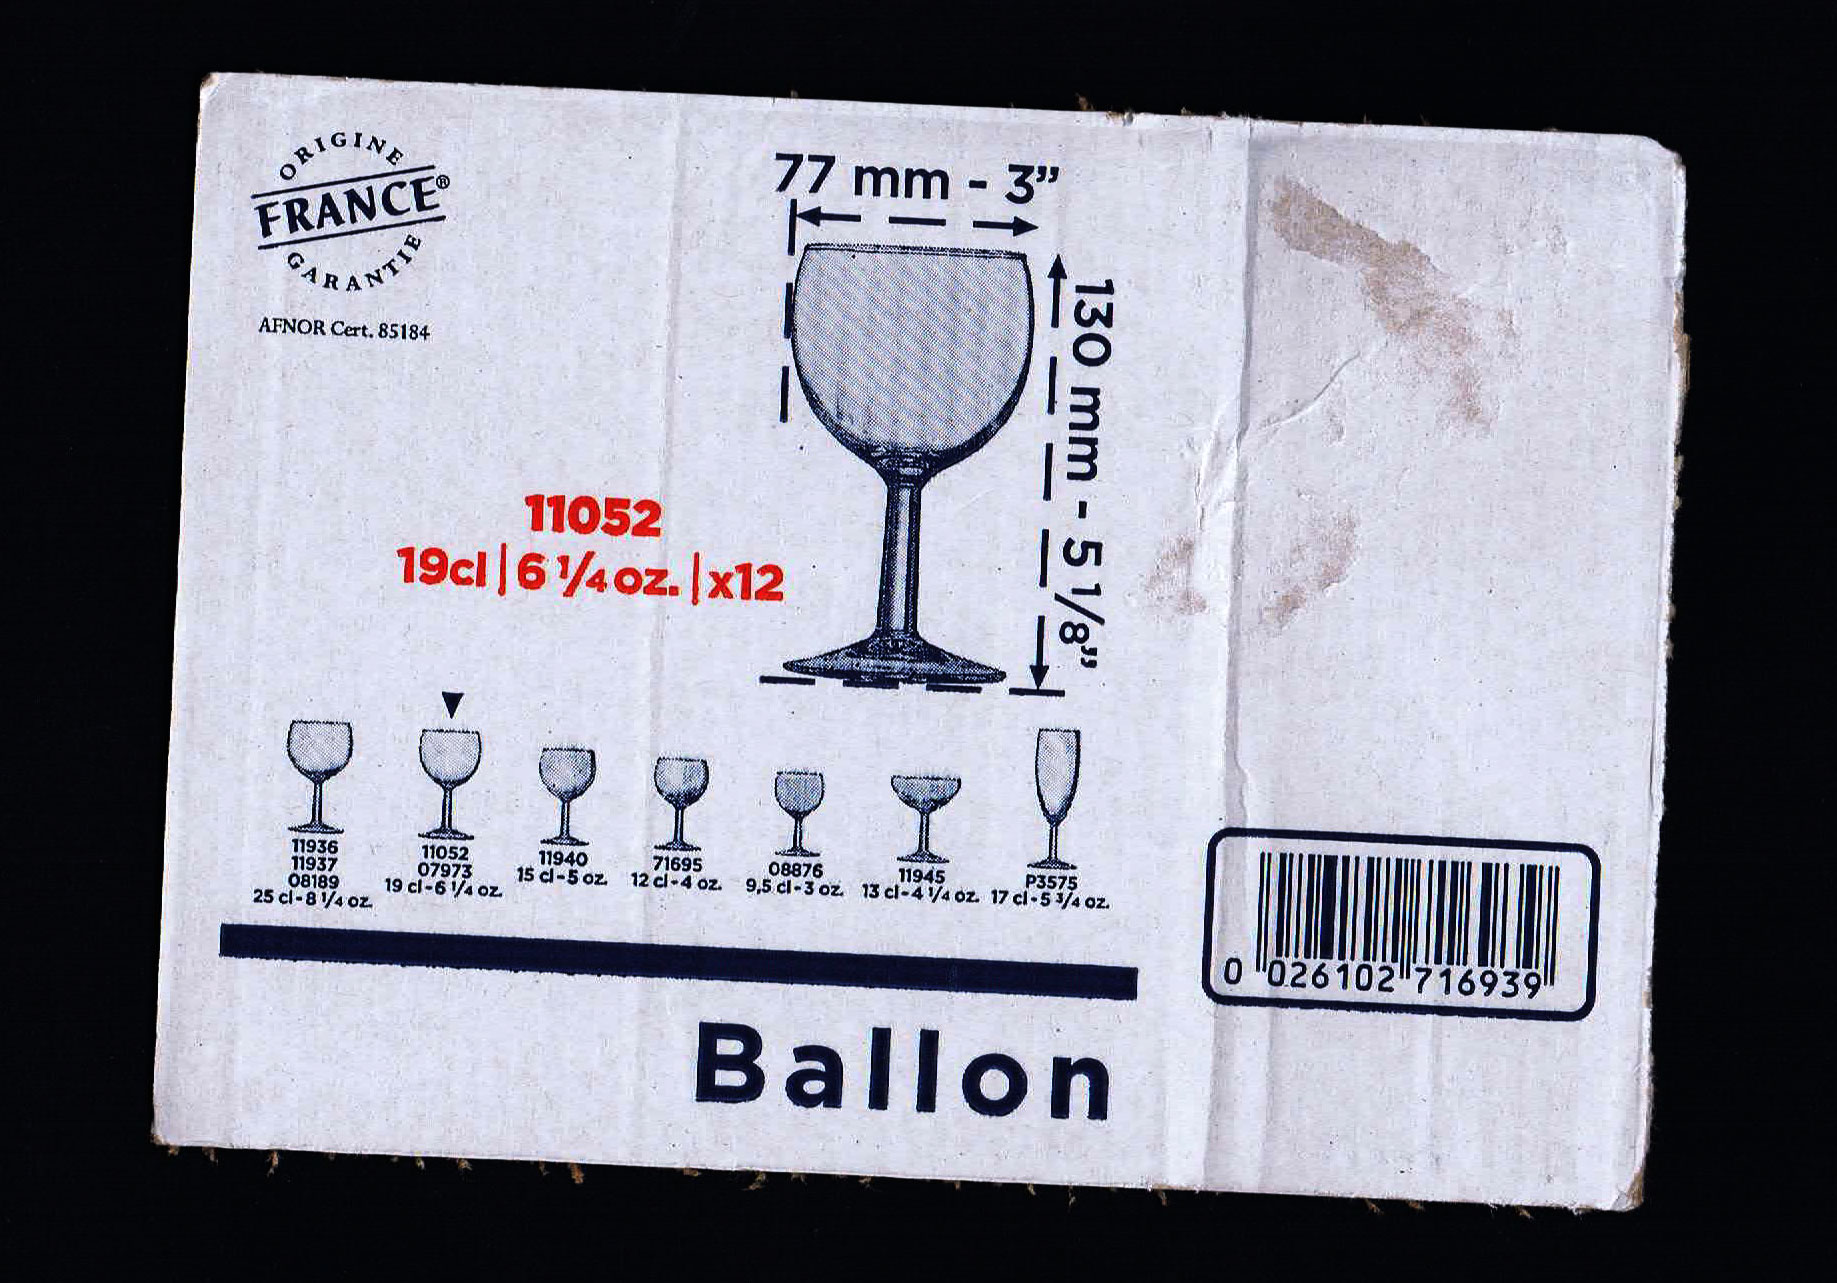 ORIGINE
FRANCE®
GARANTIE
AFNOR Cert. 85184
77 mm - 3”
130 mm - 5 1/8”
11052
19cl | 6 1/4 oz. | x12
11936
11937
08189
25 cl - 8 1/4 oz.
11052
07973
19 cl - 6 1/4 oz.
11940
15 cl - 5 oz.
71695
12 cl - 4 oz.
08876
9,5 cl - 3 oz.
11945
13 cl - 4 1/4 oz.
P3575
17 cl - 5 3/4 oz.
0 026102 716939
Ballon